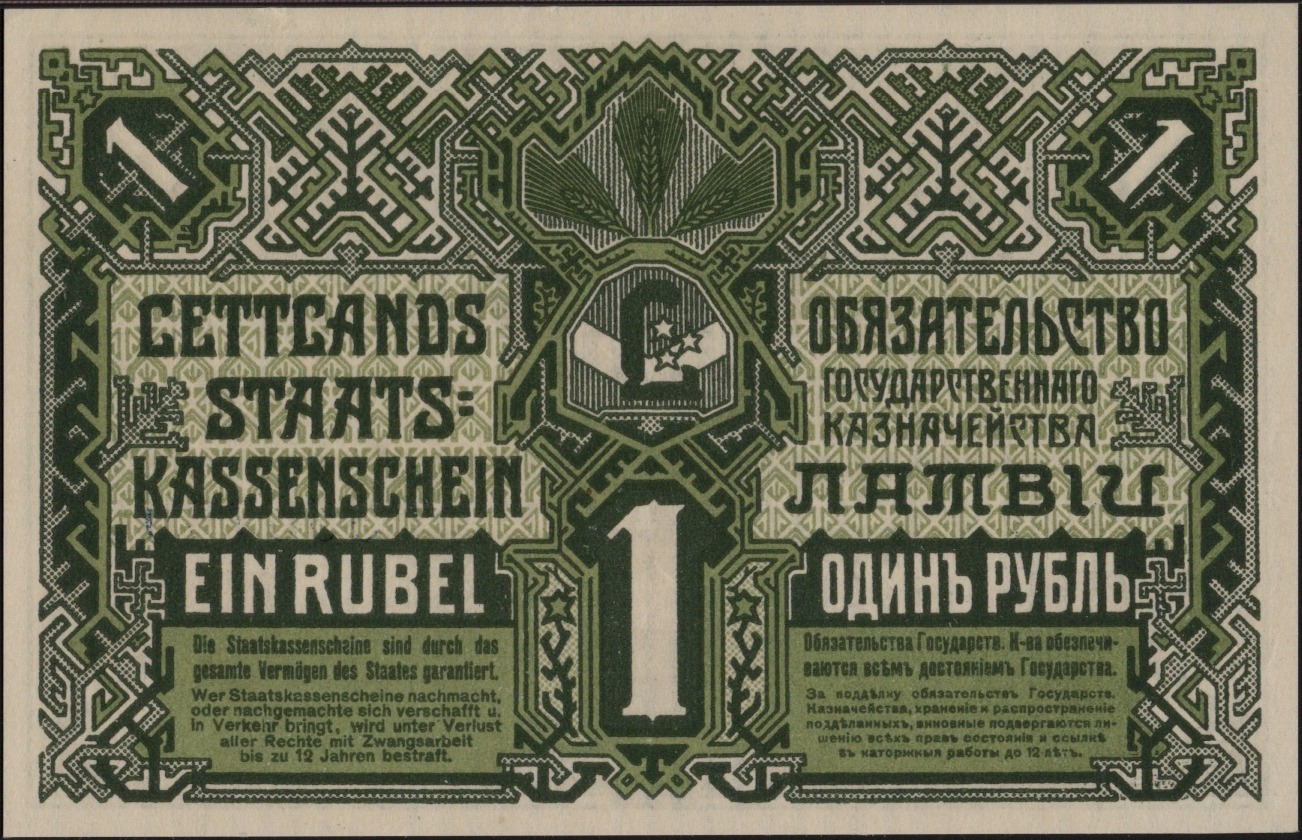 1
1
L
LETTLANDS
STAATS=
KASSENSCHEIN
EIN RUBEL
Die Staatskassenscheine sind durch das
gesamte Vermögen des Staates garantiert.
Wer Staatskassenscheine nachmacht,
oder nachgemachte sich verschafft u.
in Verkehr bringt, wird unter Verlust
aller Rechte mit Zwangsarbeit
bis zu 12 Jahren bestraft.
1
ОБЯЗАТЕЛЬСТВО
ГОСУДАРСТВЕННАГО
КАЗНАЧЕЙСТВА
ЛАТВІИ
ОДИНЪ РУБЛЬ
Обязательства Государств. К-ва обезпечи-
ваются всѣмъ достояніемъ Государства.
За поддѣлку обязательствъ Государств.
Казначейства, храненіе и распространеніе
поддѣланныхъ, виновные подвергаются ли-
шенію всѣхъ правъ состоянія и ссылкѣ
въ каторжныя работы до 12 лѣтъ.